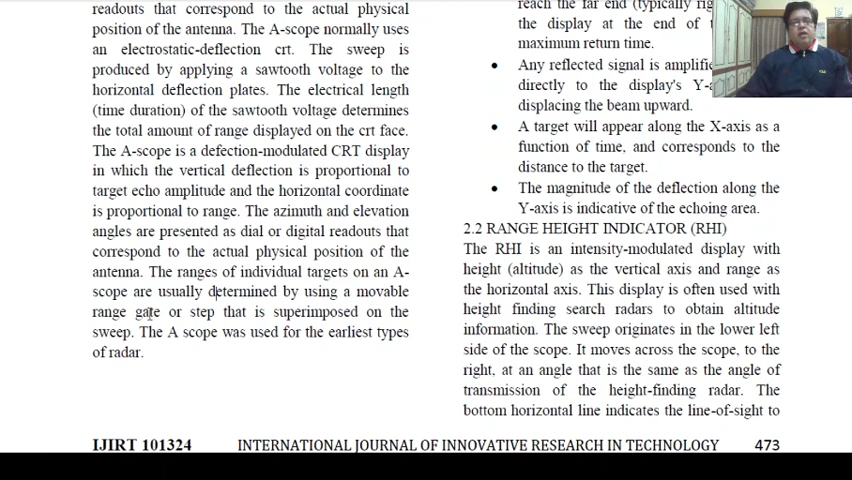 readouts that correspond to the actual physical
position of the antenna. The A-scope normally uses
an electrostatic-deflection crt. The sweep is
produced by applying a sawtooth voltage to the
horizontal deflection plates. The electrical length
(time duration) of the sawtooth voltage determines
the total amount of range displayed on the crt face.
The A-scope is a defection-modulated CRT display
in which the vertical deflection is proportional to
target echo amplitude and the horizontal coordinate
is proportional to range. The azimuth and elevation
angles are presented as dial or digital readouts that
correspond to the actual physical position of the
antenna. The ranges of individual targets on an A-
scope are usually determined by using a movable
range gate or step that is superimposed on the
sweep. The A scope was used for the earliest types
of radar.
reach the far end (typically
the display at the end of
maximum return time.
• Any reflected signal is amplified
directly to the display's
displacing the beam upward.
• A target will appear along the X-axis as a
function of time, and corresponds to the
distance to the target.
• The magnitude of the deflection along the
Y-axis is indicative of the echoing area.
2.2 RANGE HEIGHT INDICATOR (RHI)
The RHI is an intensity-modulated display with
height (altitude) as the vertical axis and range as
the horizontal axis. This display is often used with
height finding search radars to obtain altitude
information. The sweep originates in the lower left
side of the scope. It moves across the scope, to the
right, at an angle that is the same as the angle of
transmission of the height-finding radar. The
bottom horizontal line indicates the line-of-sight to
IJIRT 101324 INTERNATIONAL JOURNAL OF INNOVATIVE RESEARCH IN TECHNOLOGY 473